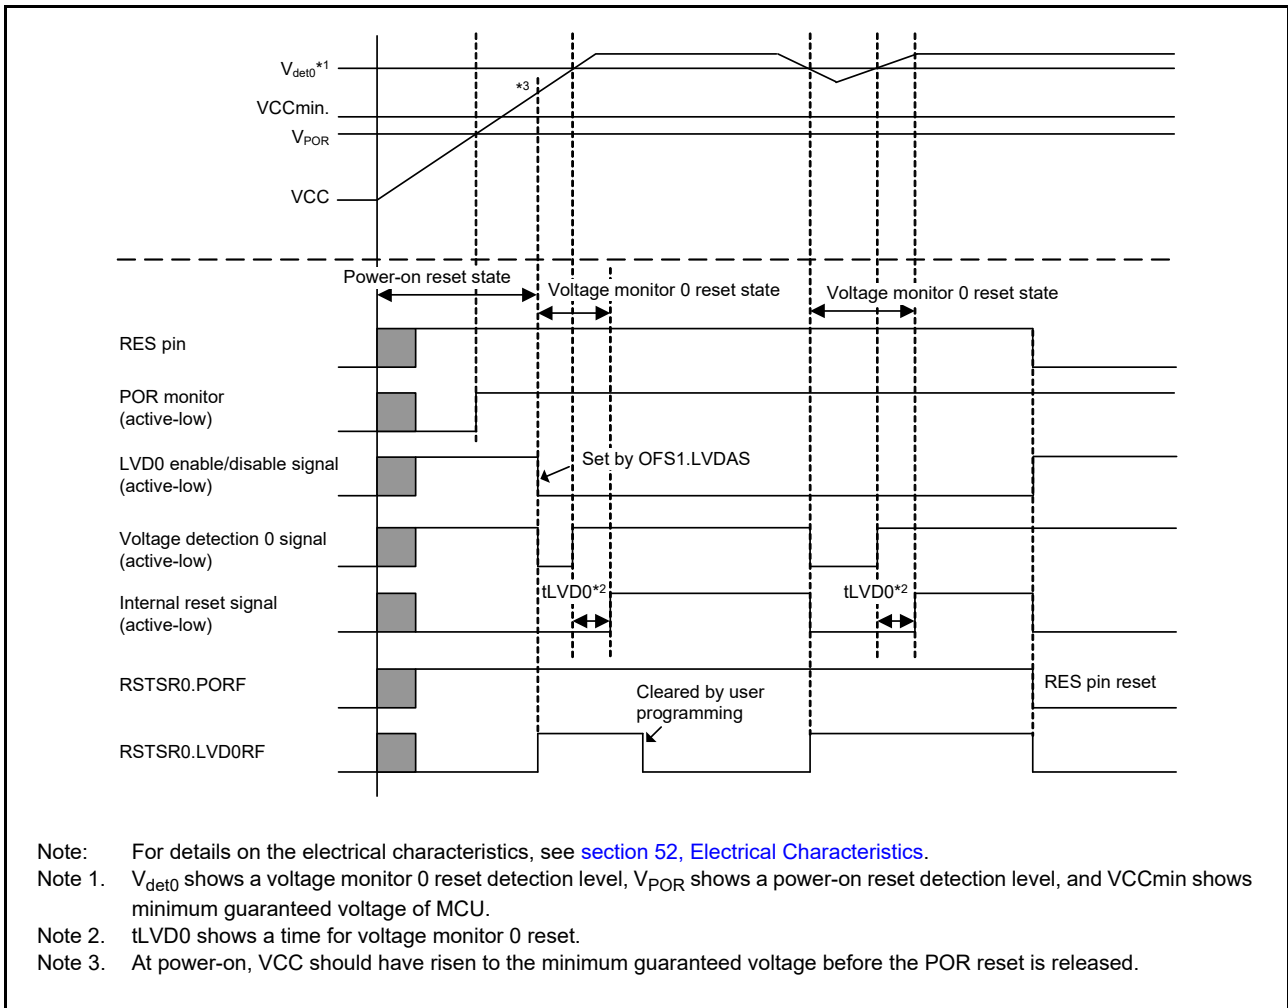 Vdet0*1
*3
VCCmin.
VPOR
VCC
Power-on reset state
Voltage monitor 0 reset state
Voltage monitor 0 reset state
RES pin
POR monitor
(active-low)
LVD0 enable/disable signal
(active-low)
Set by OFS1.LVDAS
Voltage detection 0 signal
(active-low)
tLVD0*2
tLVD0*2
Internal reset signal
(active-low)
RSTSR0.PORF
RES pin reset
Cleared by user
programming
RSTSR0.LVD0RF
Note: For details on the electrical characteristics, see section 52, Electrical Characteristics.
Note 1. Vdet0 shows a voltage monitor 0 reset detection level, VPOR shows a power-on reset detection level, and VCCmin shows
minimum guaranteed voltage of MCU.
Note 2. tLVD0 shows a time for voltage monitor 0 reset.
Note 3. At power-on, VCC should have risen to the minimum guaranteed voltage before the POR reset is released.